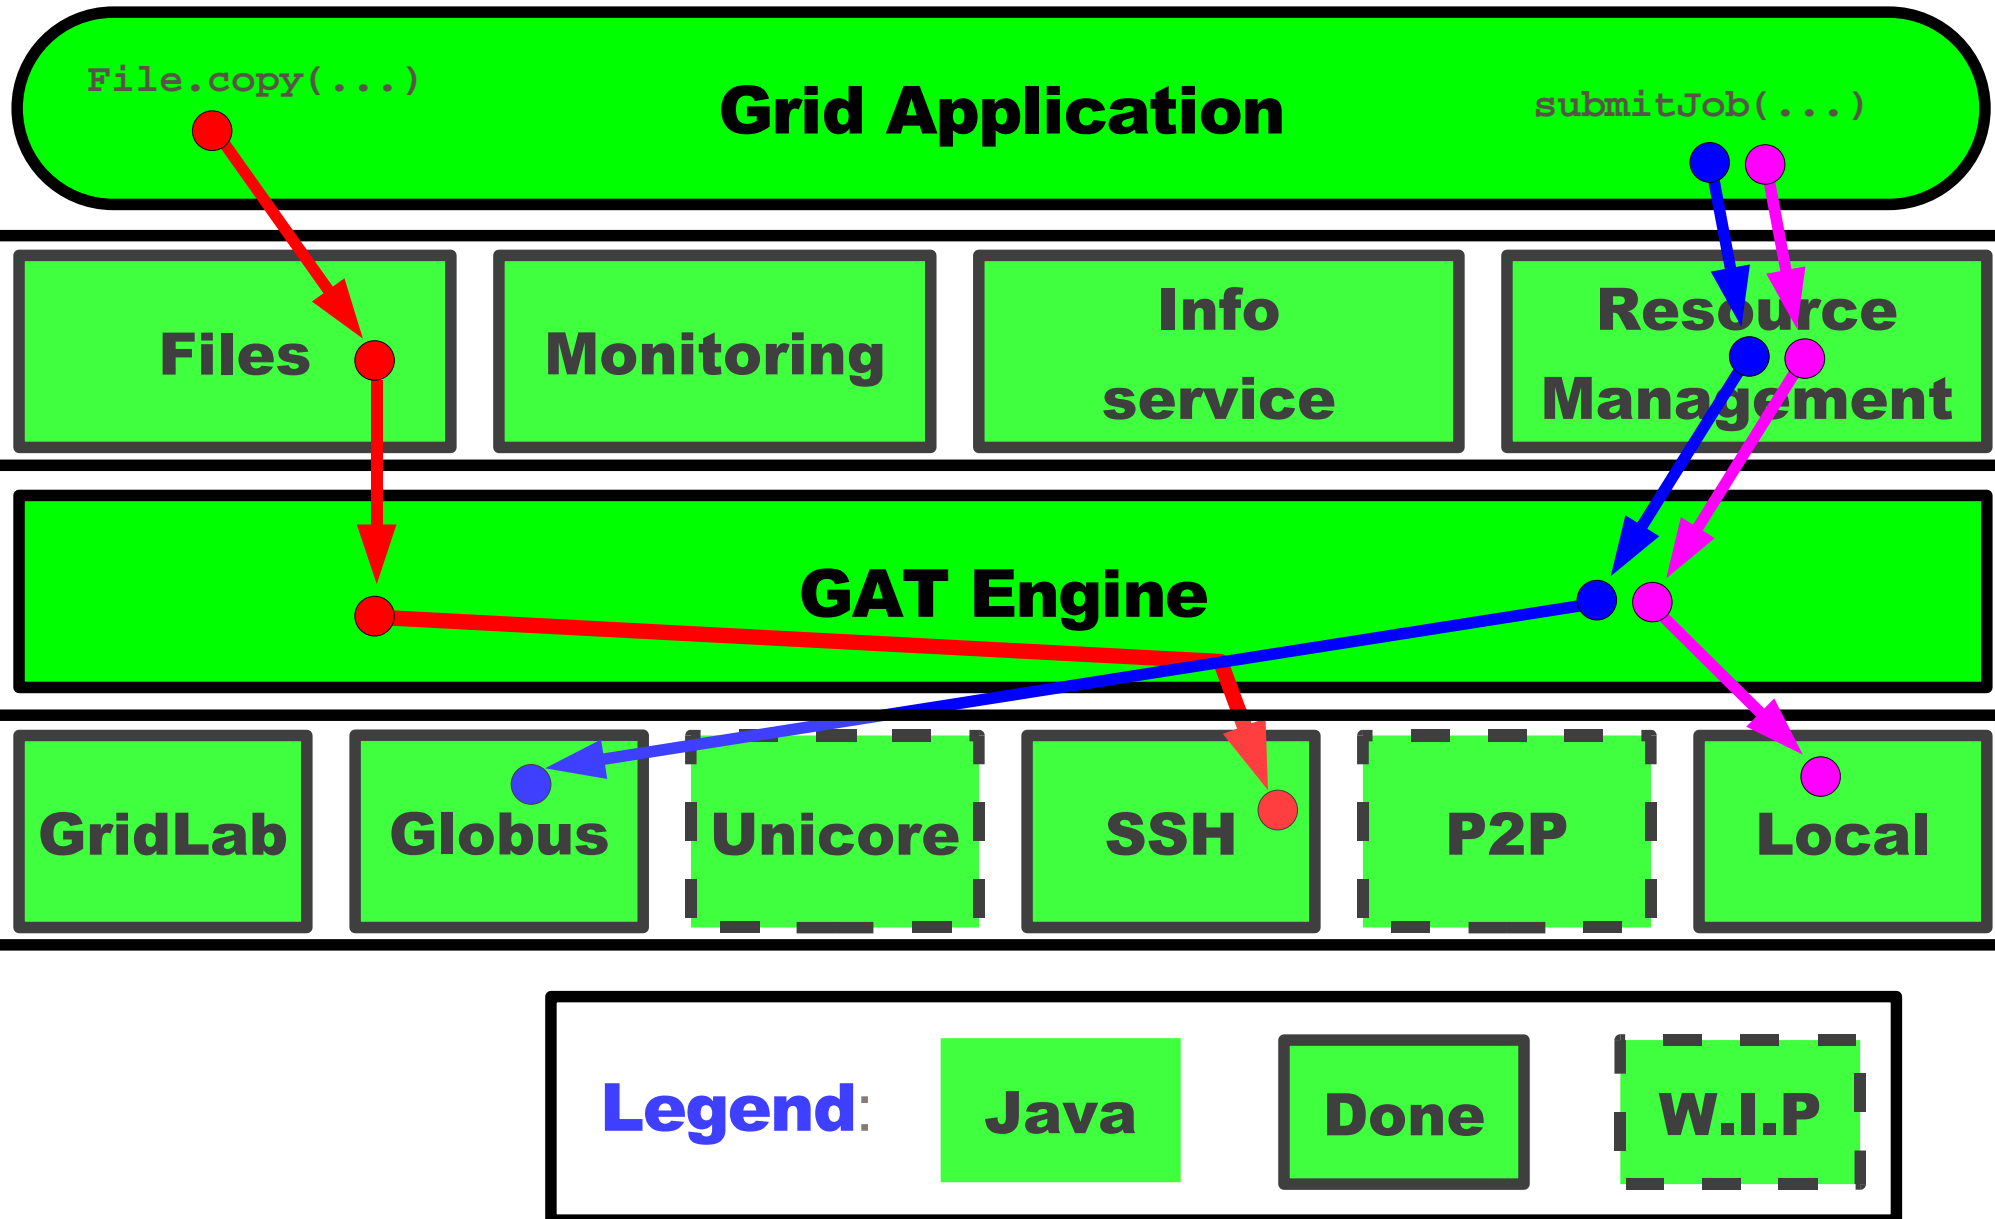 File.copy(...)
Grid Application
submitJob(...)
Files
Monitoring
Info
service
Resource
Management
GAT Engine
GridLab
Globus
Unicore
SSH
P2P
Local
Legend:
Java
Done
W.I.P